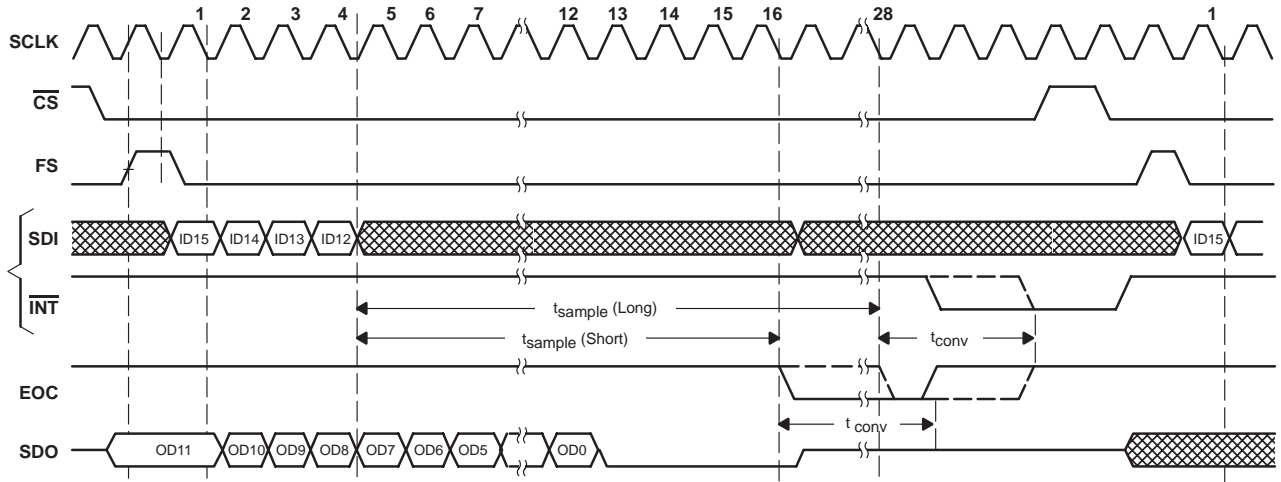 1 2 3 4 5 6 7 12 13 14 15 16 28 1
SCLK
CS
FS
SDI ID15 ID14 ID13 ID12 ID15
INT
tsample (Long)
tsample (Short)
tconv
EOC
tconv
SDO OD11 OD10 OD9 OD8 OD7 OD6 OD5 OD0